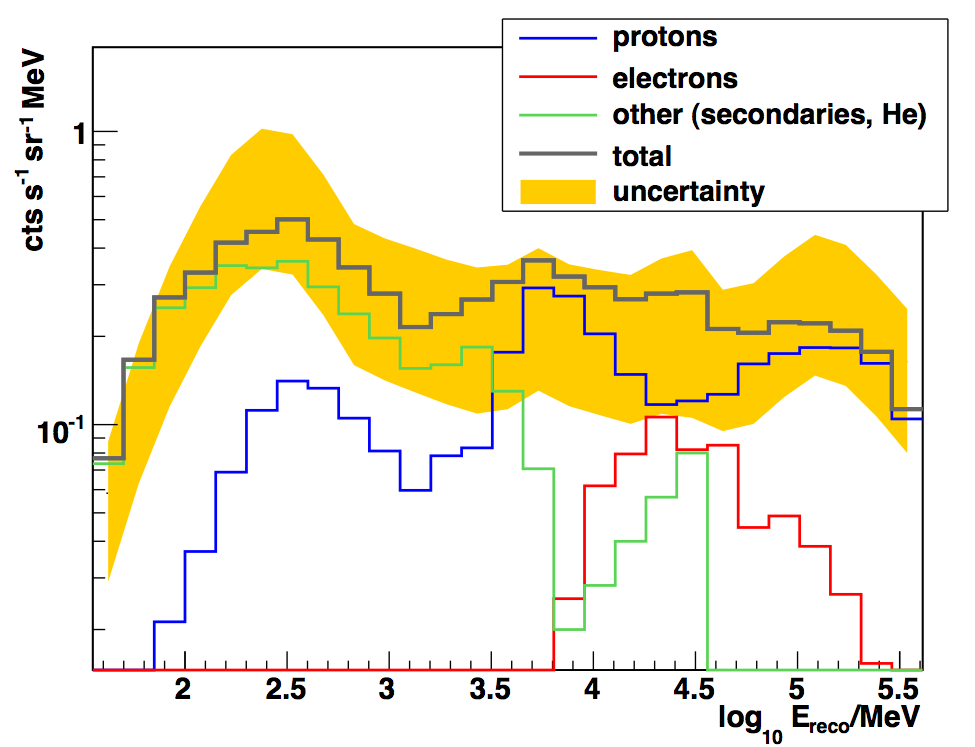 protons
electrons
other (secondaries, He)
total
uncertainty
cts s⁻¹ sr⁻¹ MeV
1
10⁻¹
2 2.5 3 3.5 4 4.5 5 5.5
log₁₀ E_reco/MeV